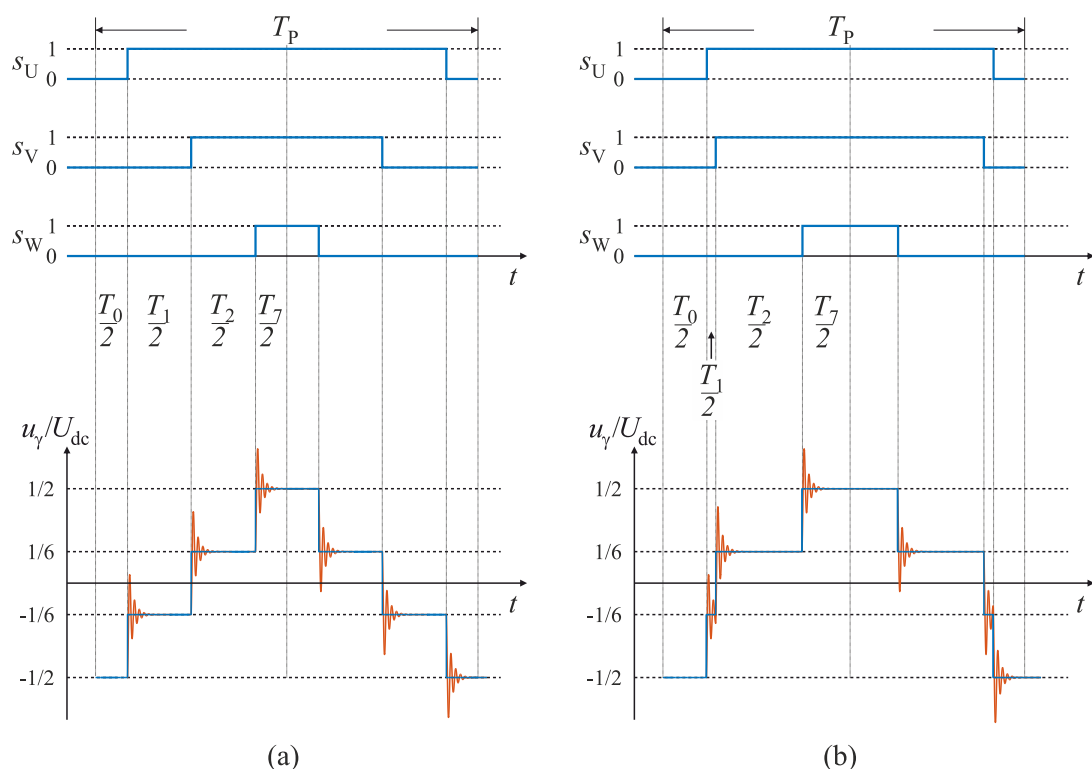 T_P T_P
s_U 1 0 s_U 1 0
s_V 1 0 s_V 1 0
s_W 1 0 s_W 1 0
t t
T_0/2 T_1/2 T_2/2 T_7/2 T_0/2 T_2/2 T_7/2
T_1/2
u_γ/U_dc u_γ/U_dc
1/2 1/2
1/6 1/6
t t
-1/6 -1/6
-1/2 -1/2
(a) (b)